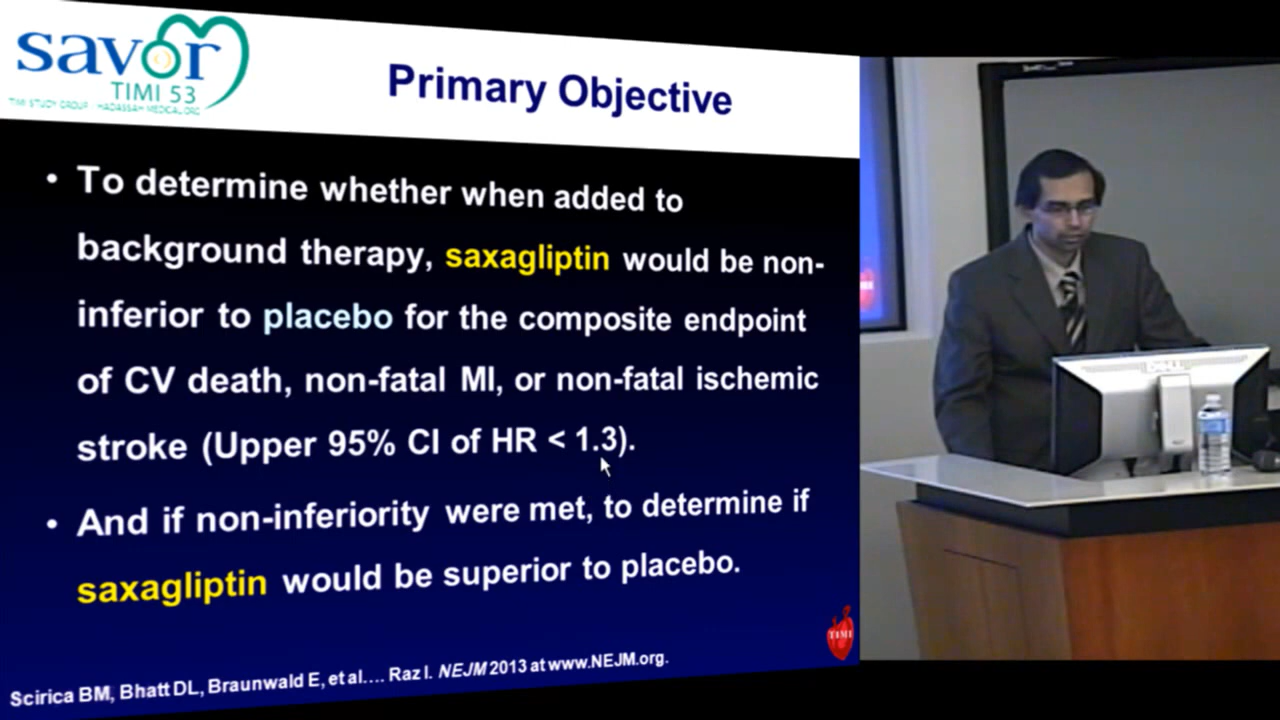 savor
TIMI 53
TIMI STUDY GROUP - HADASSAH MEDICAL ORG
Primary Objective
• To determine whether when added to
background therapy, saxagliptin would be non-
inferior to placebo for the composite endpoint
of CV death, non-fatal MI, or non-fatal ischemic
stroke (Upper 95% CI of HR < 1.3).
• And if non-inferiority were met, to determine if
saxagliptin would be superior to placebo.
TIMI
Scirica BM, Bhatt DL, Braunwald E, et al.... Raz I. NEJM 2013 at www.NEJM.org.
DELL